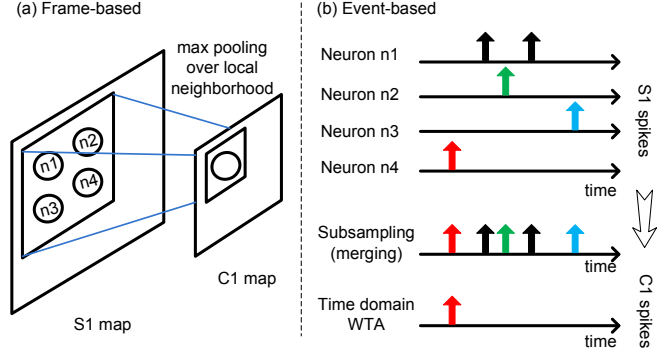 (a) Frame-based
max pooling
over local
neighborhood
n1
n2
n3
n4
S1 map
C1 map
(b) Event-based
Neuron n1
Neuron n2
Neuron n3
Neuron n4
time
S1 spikes
Subsampling
(merging)
time
Time domain
WTA
time
C1 spikes